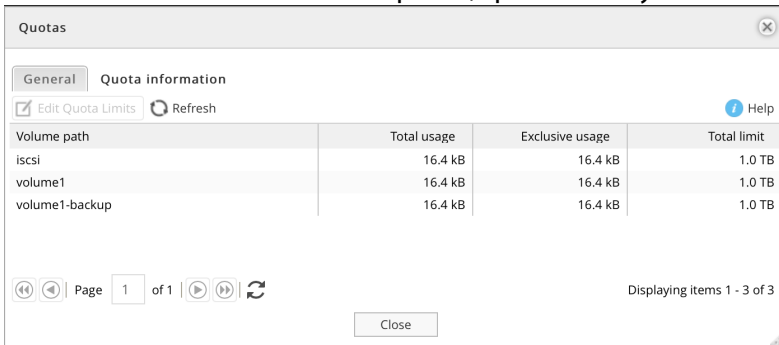 Quotas
General Quota information
Edit Quota Limits Refresh Help
Volume path Total usage Exclusive usage Total limit
iscsi 16.4 kB 16.4 kB 1.0 TB
volume1 16.4 kB 16.4 kB 1.0 TB
volume1-backup 16.4 kB 16.4 kB 1.0 TB
Page 1 of 1 Displaying items 1 - 3 of 3
Close